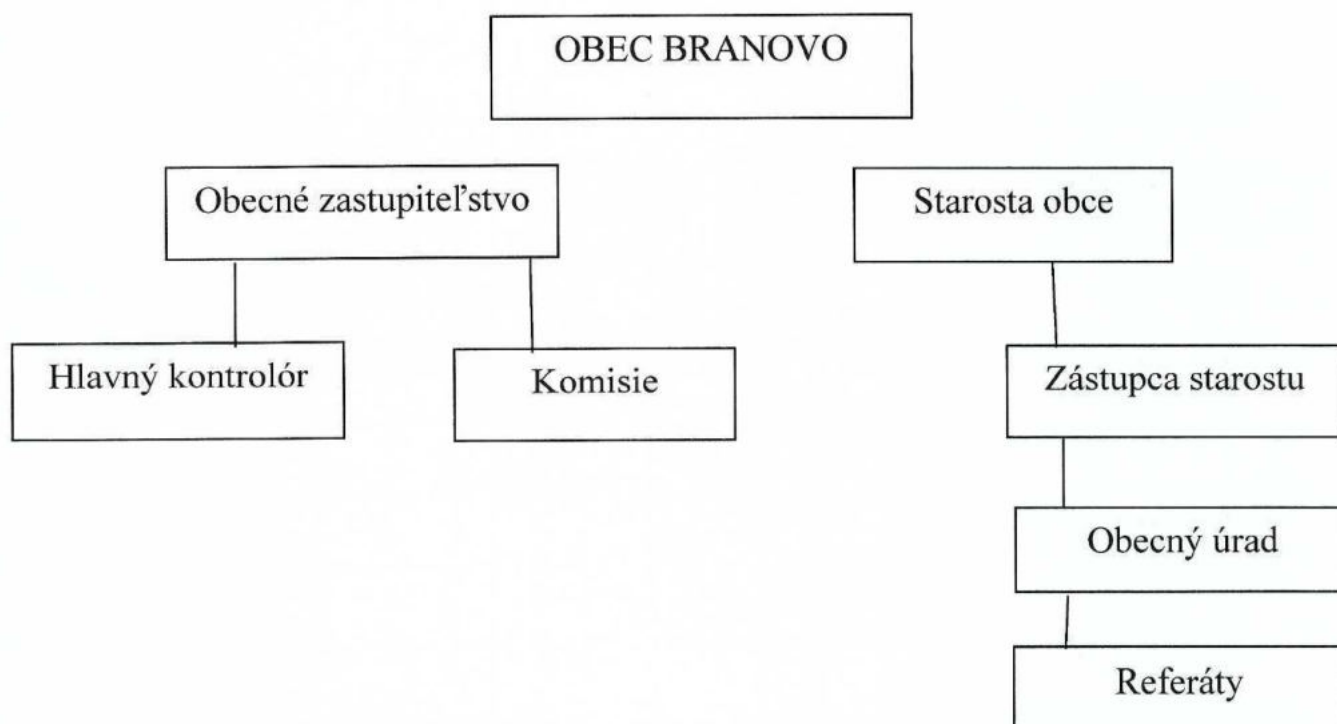 OBEC BRANOVO
Obecné zastupiteľstvo
Starosta obce
Hlavný kontrolór
Komisie
Zástupca starostu
Obecný úrad
Referáty